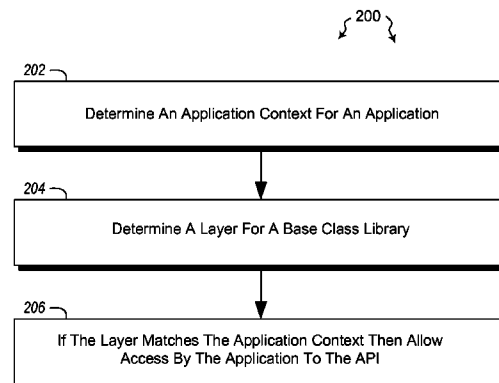 200
202
Determine An Application Context For An Application
204
Determine A Layer For A Base Class Library
206
If The Layer Matches The Application Context Then Allow
Access By The Application To The API